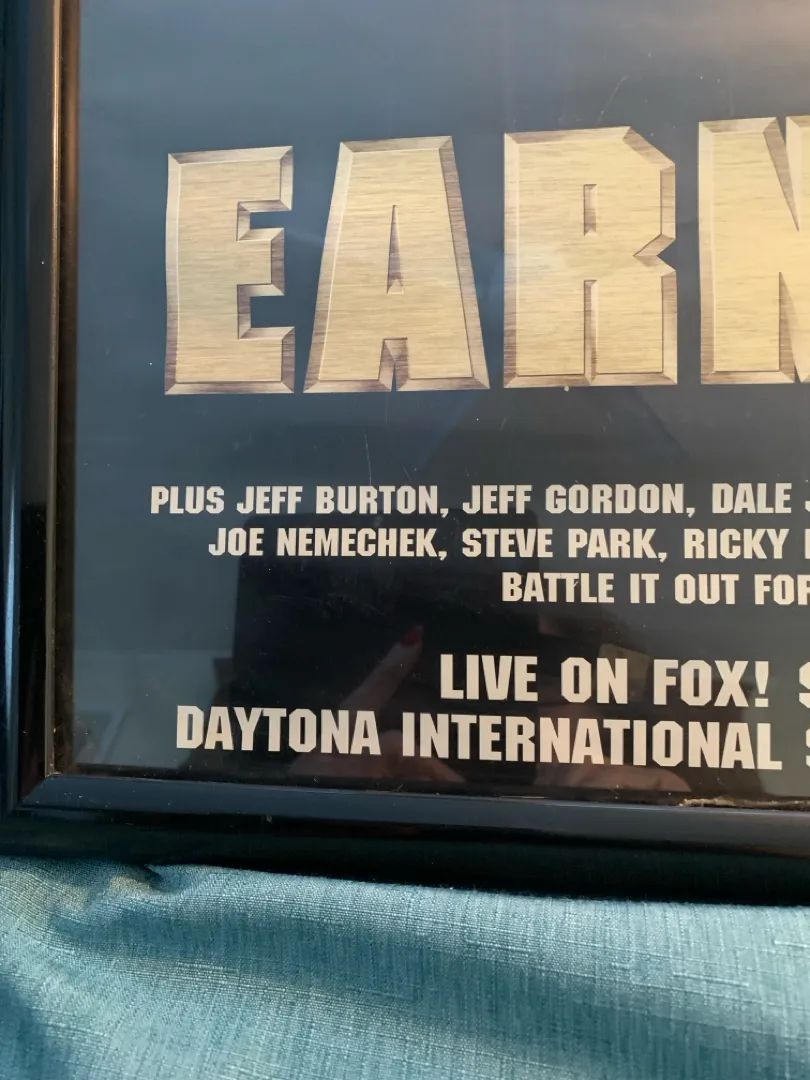 EARN
PLUS JEFF BURTON, JEFF GORDON, DALE
JOE NEMECHEK, STEVE PARK, RICKY
BATTLE IT OUT FOR
LIVE ON FOX!
DAYTONA INTERNATIONAL